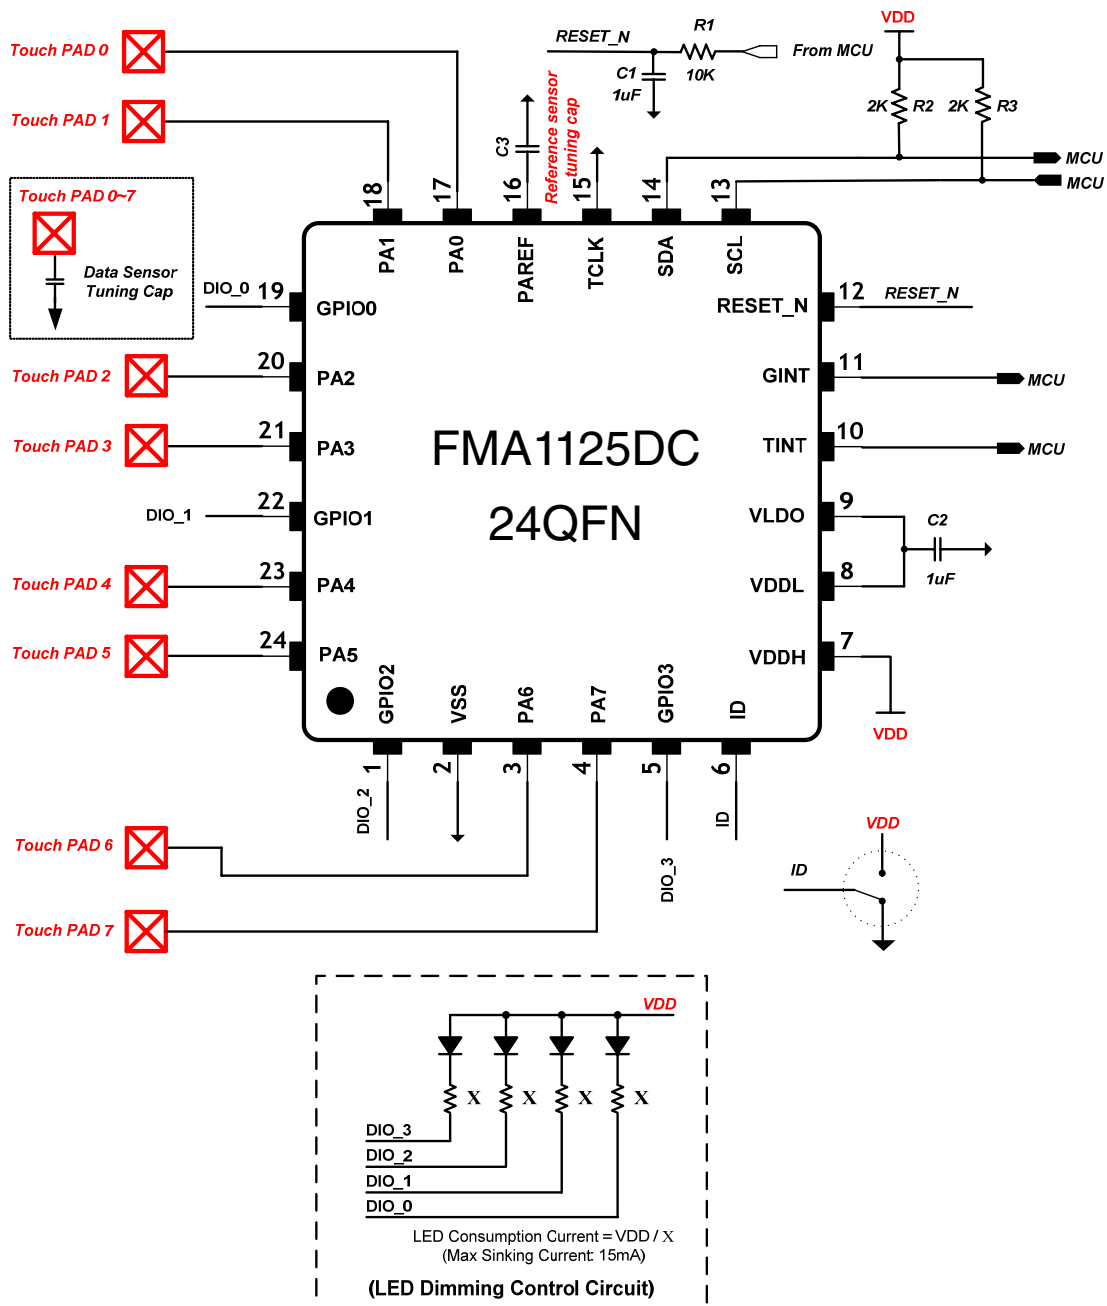 Touch PAD 0
Touch PAD 1
Touch PAD 0~7
Data Sensor
Tuning Cap
RESET_N
R1
10K
From MCU
C1
1uF
VDD
2K
R2
2K
R3
MCU
MCU
C3
Reference sensor
tuning cap
18
17
16
15
14
13
PA1
PA0
PAREF
TCLK
SDA
SCL
DIO_0
19
GPIO0
RESET_N
12
RESET_N
Touch PAD 2
20
PA2
GINT
11
MCU
Touch PAD 3
21
PA3
TINT
10
MCU
FMA1125DC
24QFN
DIO_1
22
GPIO1
VLDO
9
C2
1uF
Touch PAD 4
23
PA4
VDDL
8
Touch PAD 5
24
PA5
VDDH
7
VDD
GPIO2
VSS
PA6
PA7
GPIO3
ID
1
2
3
4
5
6
DIO_2
DIO_3
ID
Touch PAD 6
Touch PAD 7
VDD
ID
VDD
X
X
X
X
DIO_3
DIO_2
DIO_1
DIO_0
LED Consumption Current = VDD / X
(Max Sinking Current: 15mA)
(LED Dimming Control Circuit)